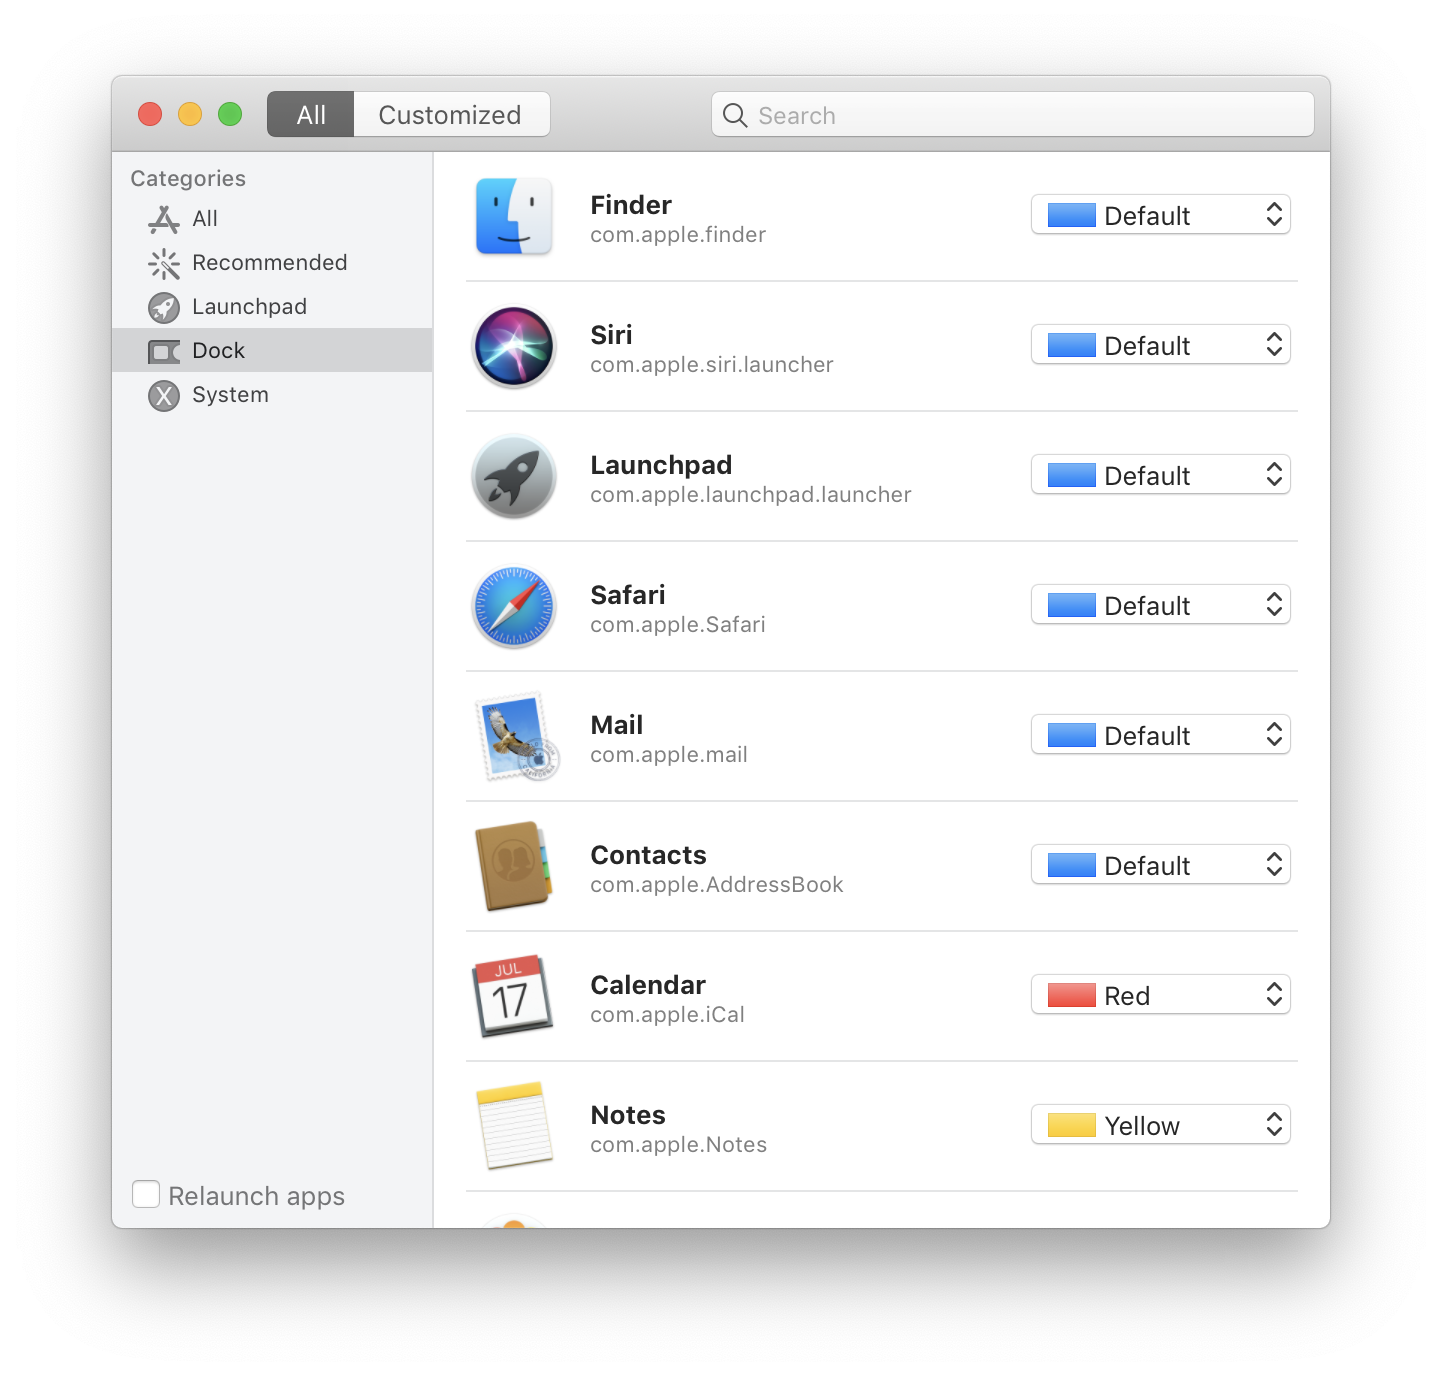 All
Customized
Search
Categories
All
Recommended
Launchpad
Dock
System
Relaunch apps
Finder
com.apple.finder
Default
Siri
com.apple.siri.launcher
Default
Launchpad
com.apple.launchpad.launcher
Default
Safari
com.apple.Safari
Default
Mail
com.apple.mail
Default
Contacts
com.apple.AddressBook
Default
JUL
17
Calendar
com.apple.iCal
Red
Notes
com.apple.Notes
Yellow